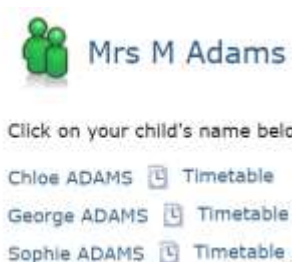 Mrs M Adams
Click on your child's name belo
Chloe ADAMS Timetable
George ADAMS Timetable
Sophie ADAMS Timetable